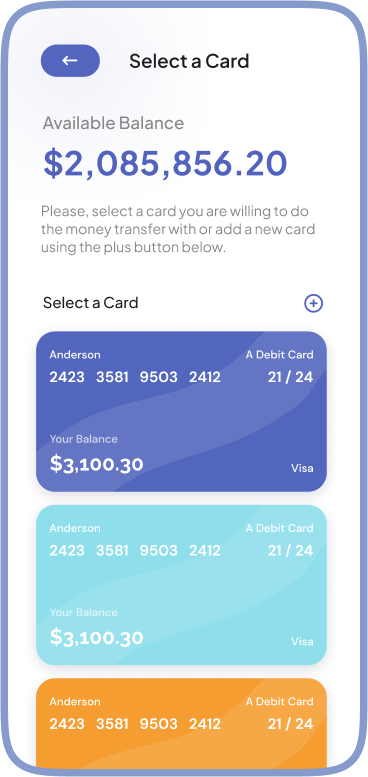 Select a Card
Available Balance
$2,085,856.20
Please, select a card you are willing to do
the money transfer with or add a new card
using the plus button below.
Select a Card
Anderson A Debit Card
2423 3581 9503 2412 21 / 24
Your Balance
$3,100.30 Visa
Anderson A Debit Card
2423 3581 9503 2412 21 / 24
Your Balance
$3,100.30 Visa
Anderson A Debit Card
2423 3581 9503 2412 21 / 24